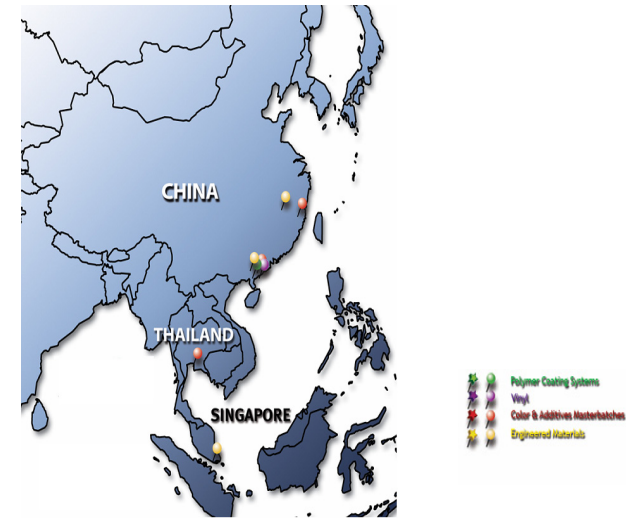 CHINA
THAILAND
SINGAPORE
Polymer Coating Systems
Vinyl
Color & Additives Masterbatches
Engineered Materials